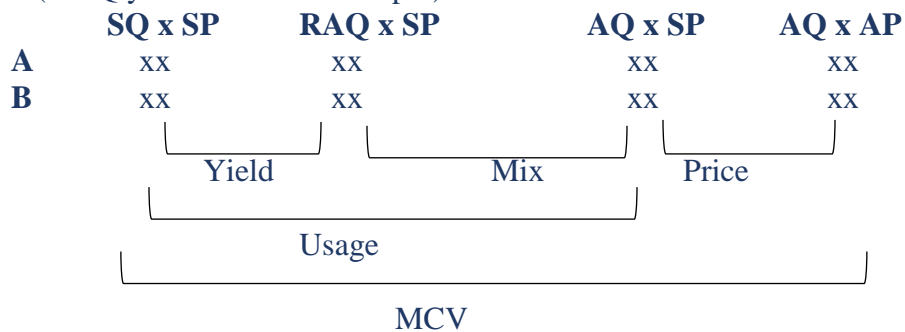 SQ x SP RAQ x SP AQ x SP AQ x AP
A xx xx xx xx
B xx xx xx xx
Yield Mix Price
Usage
MCV